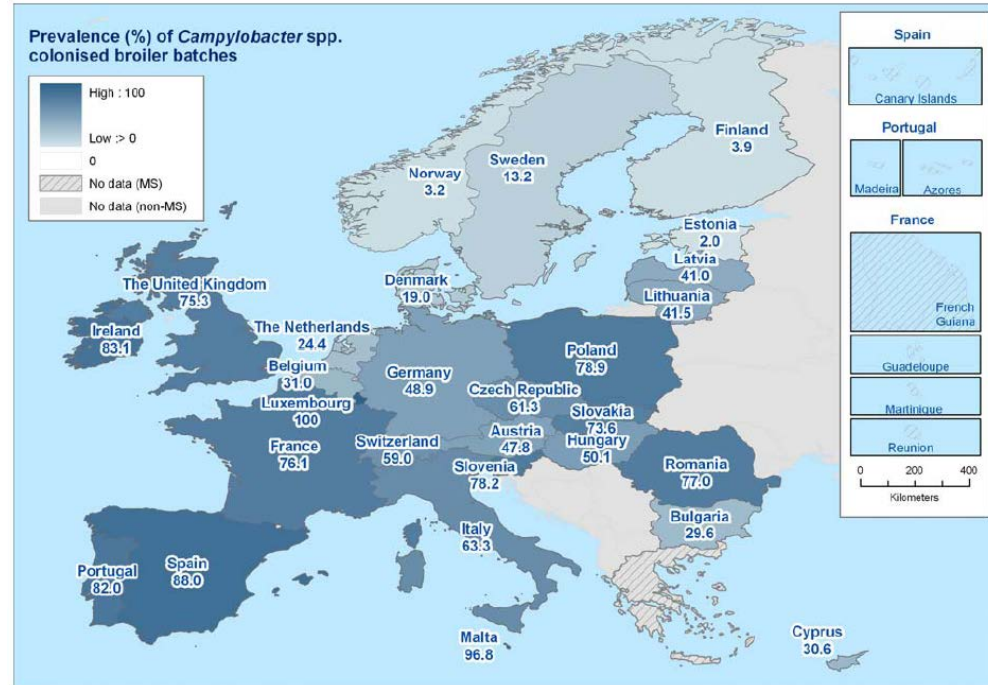 Prevalence (%) of Campylobacter spp.
colonised broiler batches
High : 100
Low :> 0
0
No data (MS)
No data (non-MS)
Norway
3.2
Sweden
13.2
Finland
3.9
Estonia
2.0
Latvia
41.0
Lithuania
41.5
Denmark
19.0
The United Kingdom
75.3
Ireland
83.1
The Netherlands
24.4
Belgium
31.0
Luxembourg
100
Germany
48.9
Poland
78.9
Czech Republic
61.3
Slovakia
73.6
Austria
47.8
Hungary
50.1
France
76.1
Switzerland
59.0
Slovenia
78.2
Romania
77.0
Bulgaria
29.6
Italy
63.3
Portugal
82.0
Spain
88.0
Malta
96.8
Cyprus
30.6
Spain
Canary Islands
Portugal
Madeira
Azores
France
French
Guiana
Guadeloupe
Martinique
Reunion
0 200 400
Kilometers